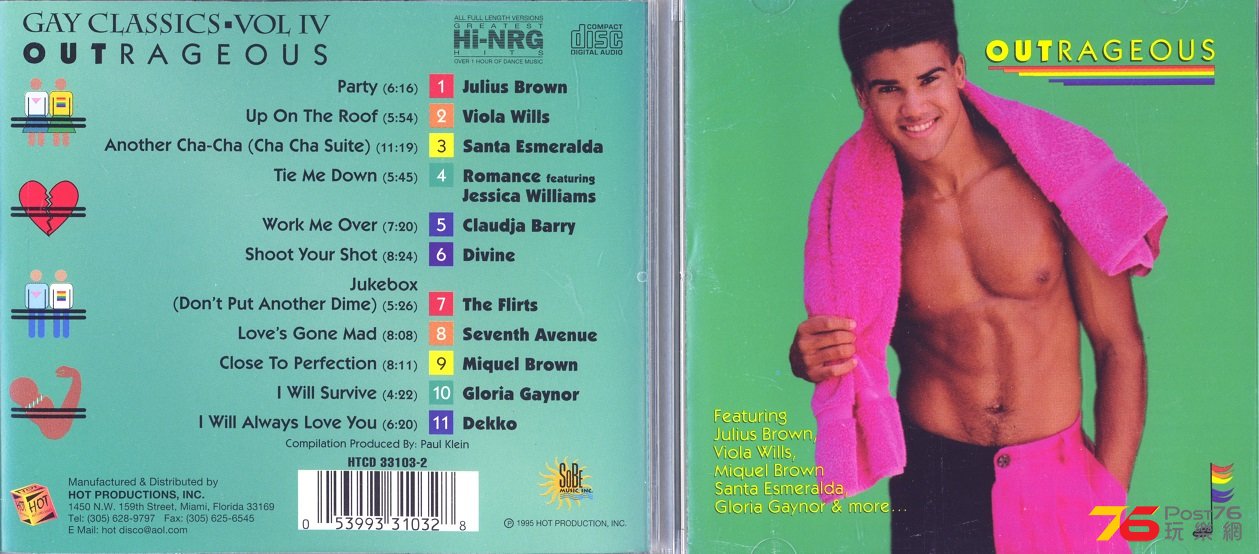 GAY CLASSICS▪VOL IV
OUTRAGEOUS
ALL FULL LENGTH VERSIONS
GREATEST
Hi-NRG
HITS
OVER 1 HOUR OF DANCE MUSIC
COMPACT
disc
DIGITAL AUDIO
Party (6:16) 1 Julius Brown
Up On The Roof (5:54) 2 Viola Wills
Another Cha-Cha (Cha Cha Suite) (11:19) 3 Santa Esmeralda
Tie Me Down (5:45) 4 Romance featuring
Jessica Williams
Work Me Over (7:20) 5 Claudja Barry
Shoot Your Shot (8:24) 6 Divine
Jukebox
(Don't Put Another Dime) (5:26) 7 The Flirts
Love's Gone Mad (8:08) 8 Seventh Avenue
Close To Perfection (8:11) 9 Miquel Brown
I Will Survive (4:22) 10 Gloria Gaynor
I Will Always Love You (6:20) 11 Dekko
Compilation Produced By: Paul Klein
HTCD 33103-2
0 53993 31032 8
HOT
Manufactured & Distributed by
HOT PRODUCTIONS, INC.
1450 N.W. 159th Street, Miami, Florida 33169
Tel: (305) 628-9797 Fax: (305) 625-6545
E Mail: hot disco@aol.com
SoBe
MUSIC INC.
℗ 1995 HOT PRODUCTION, INC.
OUTRAGEOUS
Featuring
Julius Brown,
Viola Wills,
Miquel Brown
Santa Esmeralda,
Gloria Gaynor & more...
76 Post76
玩樂網